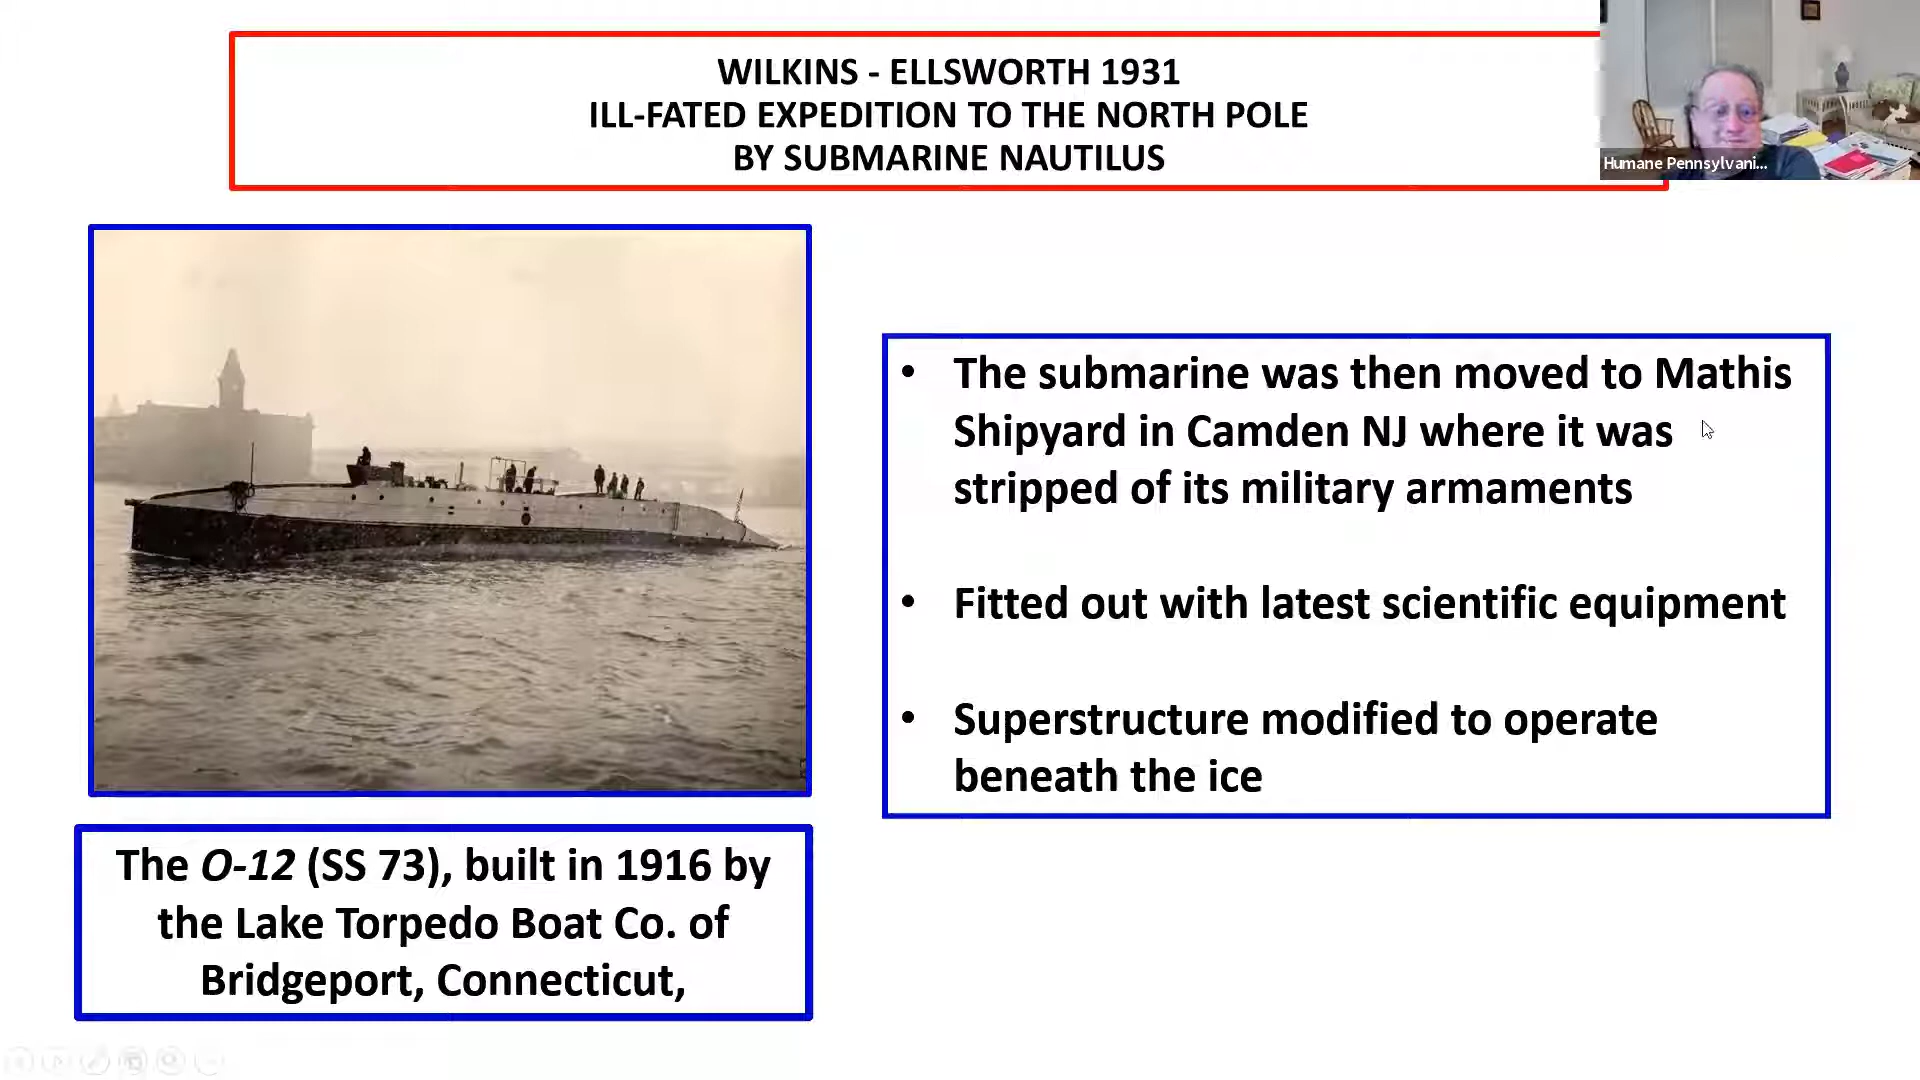 WILKINS - ELLSWORTH 1931
ILL-FATED EXPEDITION TO THE NORTH POLE
BY SUBMARINE NAUTILUS
Humane Pennsylvani...
• The submarine was then moved to Mathis
Shipyard in Camden NJ where it was
stripped of its military armaments
• Fitted out with latest scientific equipment
• Superstructure modified to operate
beneath the ice
The O-12 (SS 73), built in 1916 by
the Lake Torpedo Boat Co. of
Bridgeport, Connecticut,